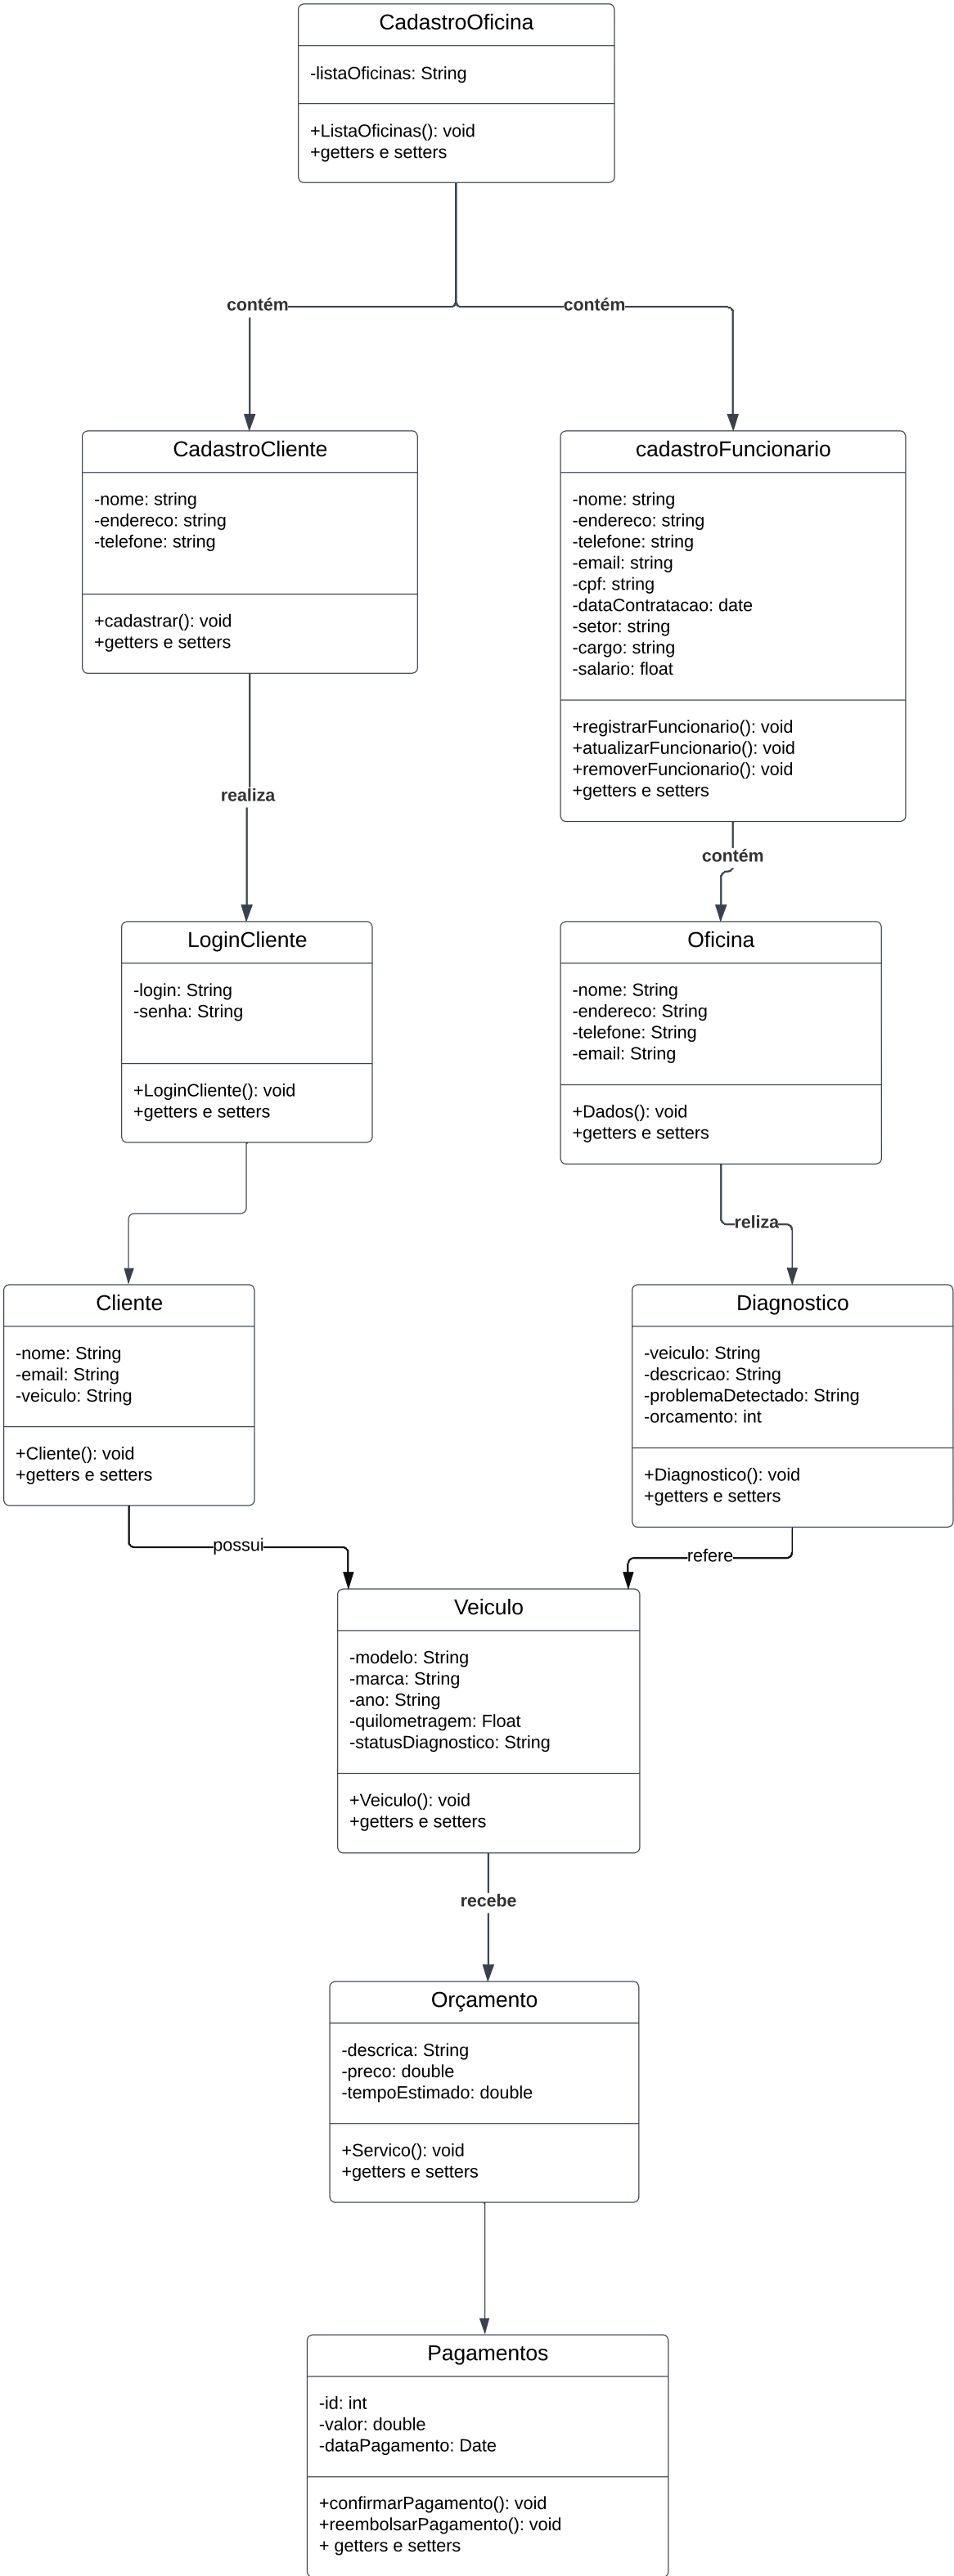 CadastroOficina
-listaOficinas: String
+ListaOficinas(): void
+getters e setters
contém
contém
CadastroCliente
-nome: string
-endereco: string
-telefone: string
+cadastrar(): void
+getters e setters
cadastroFuncionario
-nome: string
-endereco: string
-telefone: string
-email: string
-cpf: string
-dataContratacao: date
-setor: string
-cargo: string
-salario: float
+registrarFuncionario(): void
+atualizarFuncionario(): void
+removerFuncionario(): void
+getters e setters
realiza
contém
LoginCliente
-login: String
-senha: String
+LoginCliente(): void
+getters e setters
Oficina
-nome: String
-endereco: String
-telefone: String
-email: String
+Dados(): void
+getters e setters
reliza
Cliente
-nome: String
-email: String
-veiculo: String
+Cliente(): void
+getters e setters
Diagnostico
-veiculo: String
-descricao: String
-problemaDetectado: String
-orcamento: int
+Diagnostico(): void
+getters e setters
possui
refere
Veiculo
-modelo: String
-marca: String
-ano: String
-quilometragem: Float
-statusDiagnostico: String
+Veiculo(): void
+getters e setters
recebe
Orçamento
-descrica: String
-preco: double
-tempoEstimado: double
+Servico(): void
+getters e setters
Pagamentos
-id: int
-valor: double
-dataPagamento: Date
+confirmarPagamento(): void
+reembolsarPagamento(): void
+ getters e setters